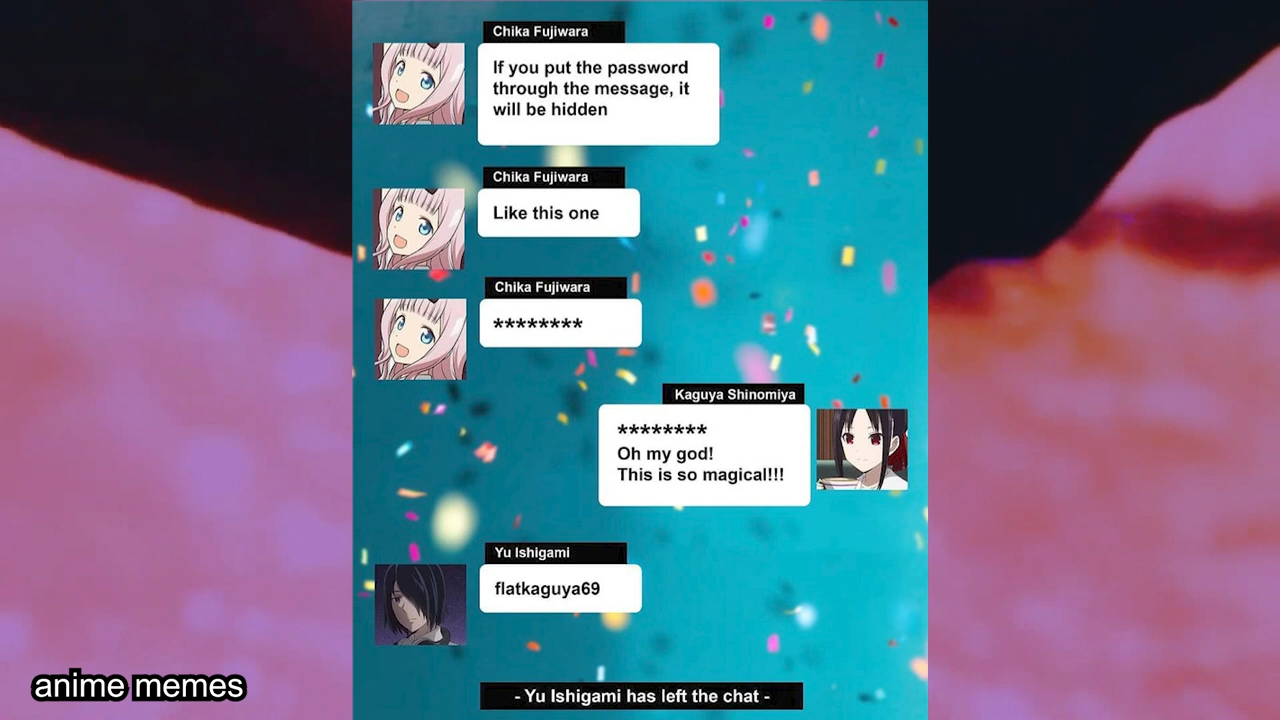 Chika Fujiwara
If you put the password
through the message, it
will be hidden
Chika Fujiwara
Like this one
Chika Fujiwara
********
Kaguya Shinomiya
********
Oh my god!
This is so magical!!!
Yu Ishigami
flatkaguya69
- Yu Ishigami has left the chat -
anime memes